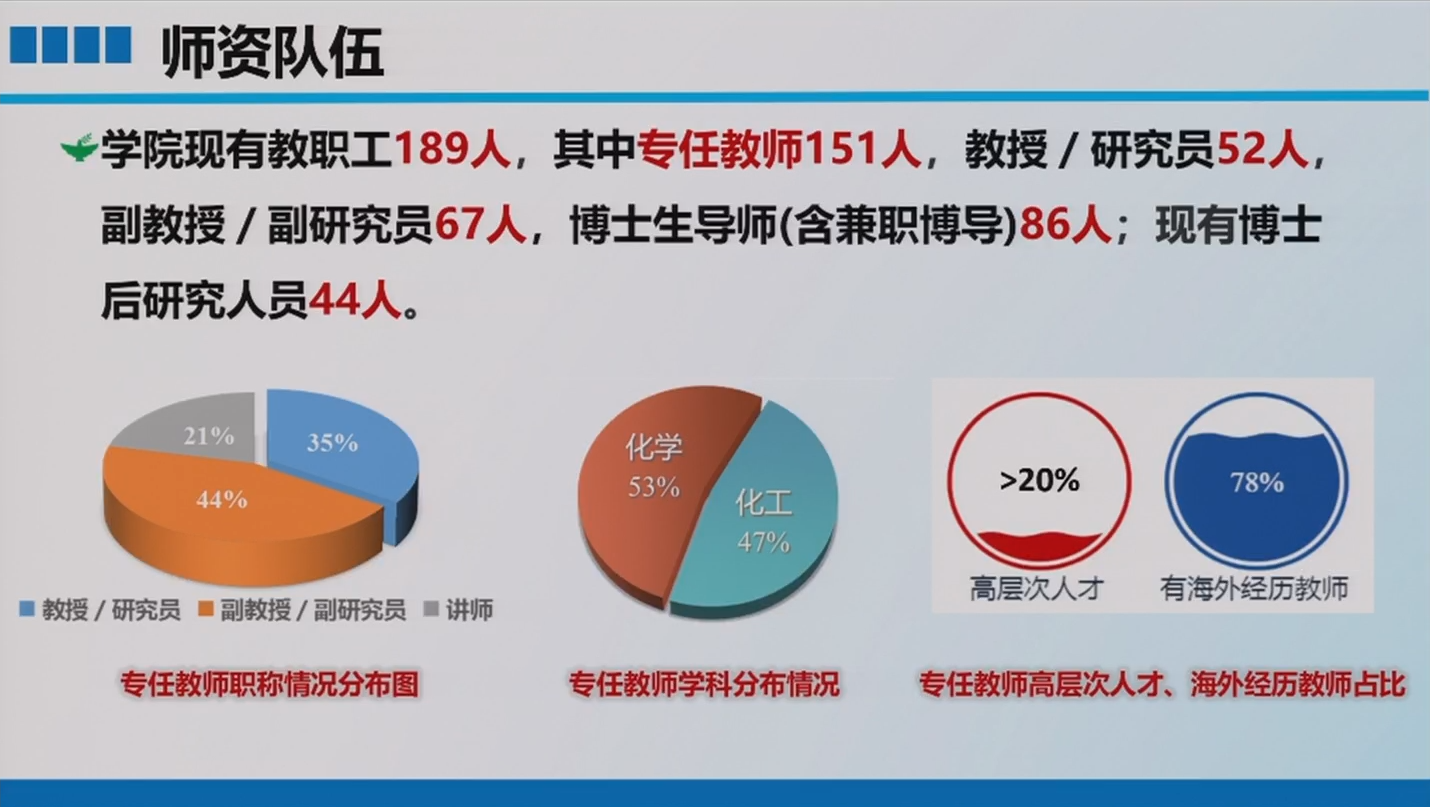 师资队伍
学院现有教职工189人，其中专任教师151人，教授 / 研究员52人，
副教授 / 副研究员67人，博士生导师(含兼职博导)86人；现有博士
后研究人员44人。
21%
35%
44%
教授 / 研究员 副教授 / 副研究员 讲师
专任教师职称情况分布图
化学
53%
化工
47%
专任教师学科分布情况
>20%
78%
高层次人才 有海外经历教师
专任教师高层次人才、海外经历教师占比